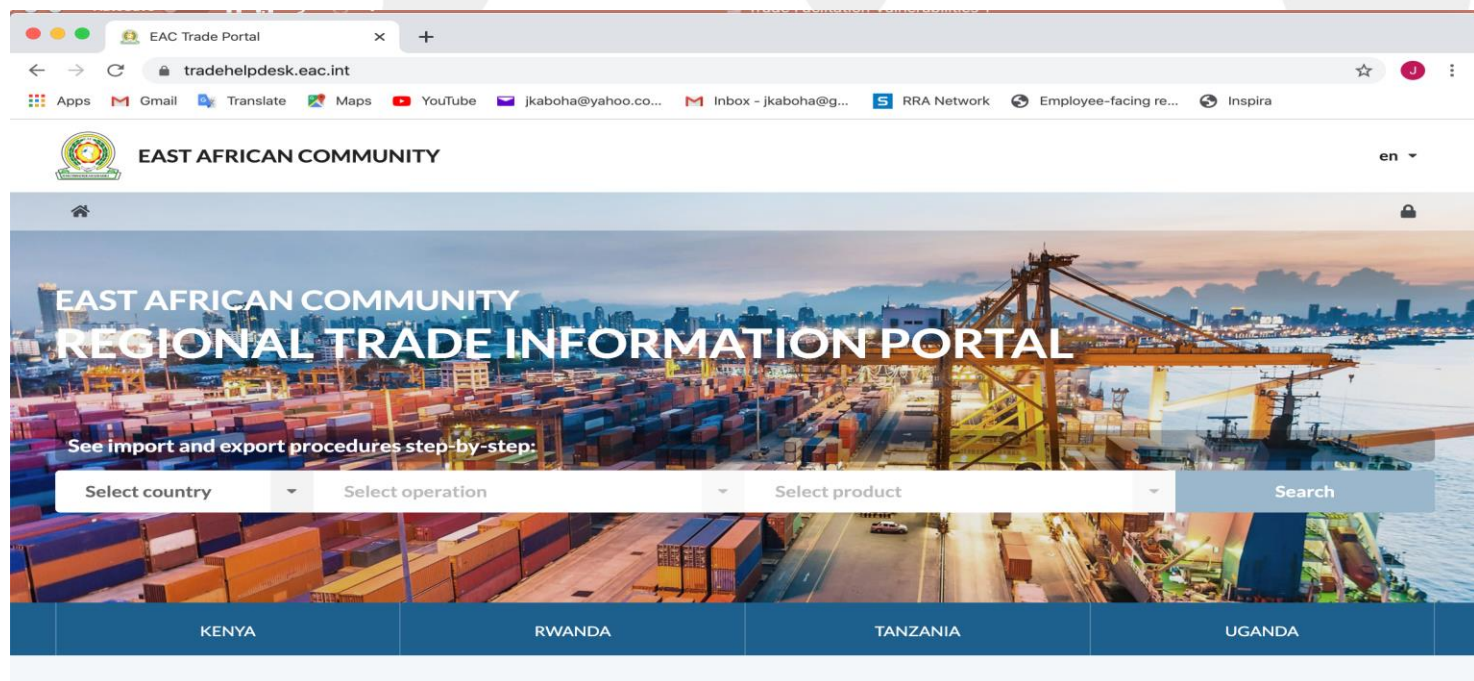 EAC Trade Portal
tradehelpdesk.eac.int
J
Apps Gmail Translate Maps YouTube jkaboha@yahoo.co... Inbox - jkaboha@g... RRA Network Employee-facing re... Inspira
EAST AFRICAN COMMUNITY
en
EAST AFRICAN COMMUNITY
REGIONAL TRADE INFORMATION PORTAL
See import and export procedures step-by-step:
Select country Select operation Select product Search
KENYA RWANDA TANZANIA UGANDA